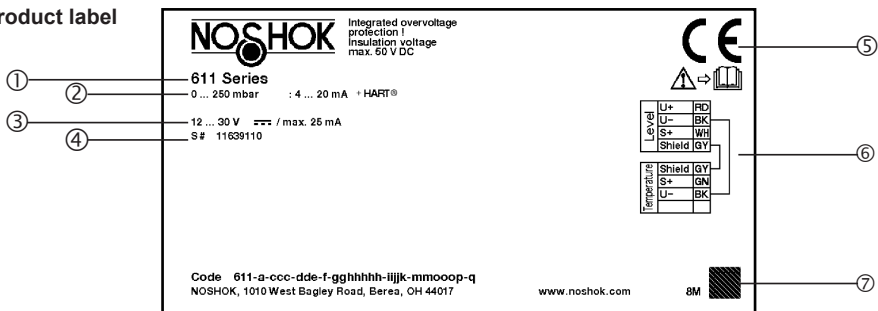 roduct label
NOSHOK
Integrated overvoltage
protection !
Insulation voltage
max. 50 V DC
CE
⑤
① 611 Series
② 0 ... 250 mbar : 4 ... 20 mA + HART®
③ 12 ... 30 V / max. 25 mA
④ S# 11639110
Level
U+ RD
U− BK
S+ WH
Shield GY
⑥
Temperature
Shield GY
S+ GN
U− BK
Code 611-a-ccc-dde-f-gghhhhh-iijjk-mmooop-q
NOSHOK, 1010 West Bagley Road, Berea, OH 44017 www.noshok.com 8M ⑦